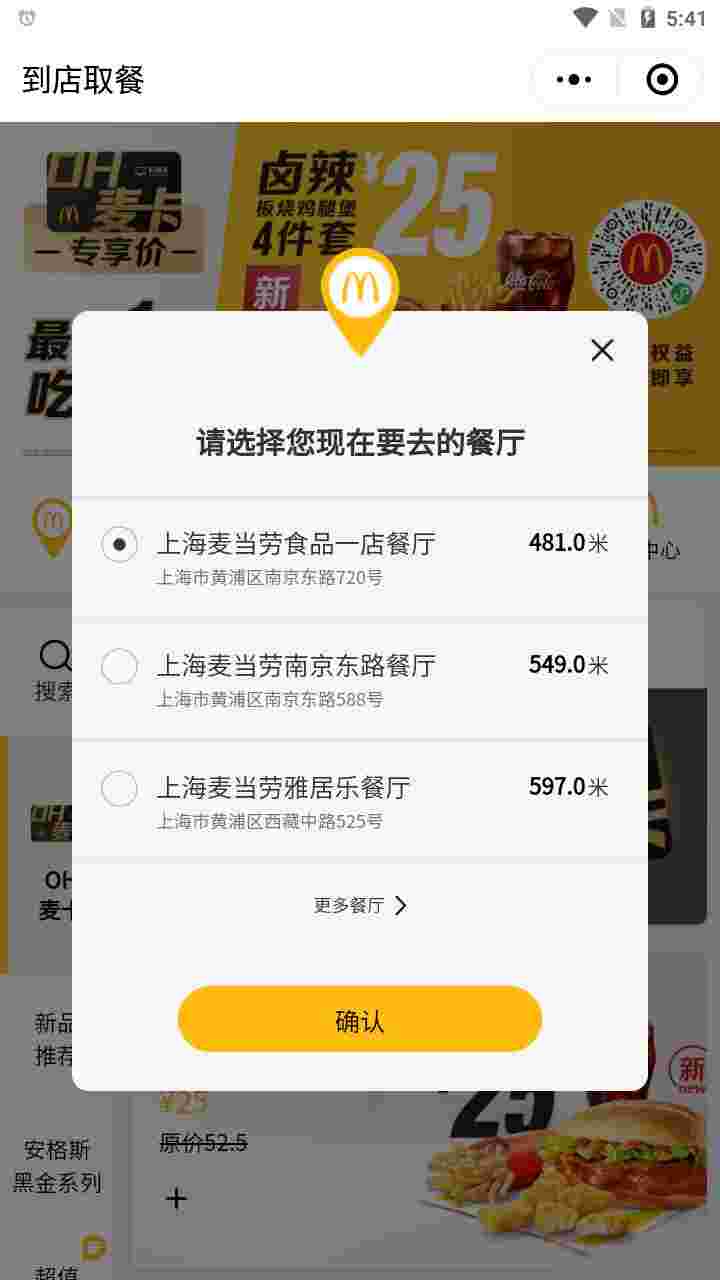 5:41
到店取餐
OH
麦卡
专享价
卤辣
板烧鸡腿堡
4件套
¥25
新
最
吃
权益
即享
请选择您现在要去的餐厅
上海麦当劳食品一店餐厅
481.0米
上海市黄浦区南京东路720号
上海麦当劳南京东路餐厅
549.0米
上海市黄浦区南京东路588号
上海麦当劳雅居乐餐厅
597.0米
上海市黄浦区西藏中路525号
更多餐厅
确认
中心
搜索
OH
麦卡
新品
推荐
安格斯
黑金系列
超值
¥25
原价52.5
25
新
new